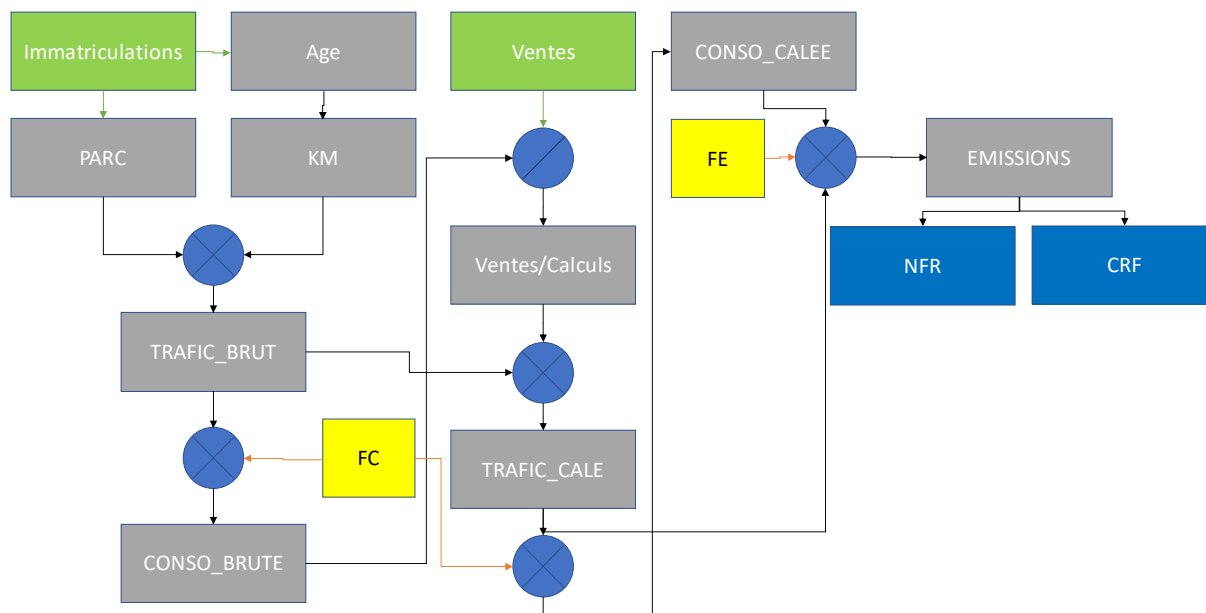 Immatriculations
Age
Ventes
CONSO_CALEE
PARC
KM
FE
EMISSIONS
Ventes/Calculs
NFR
CRF
TRAFIC_BRUT
FC
TRAFIC_CALE
CONSO_BRUTE